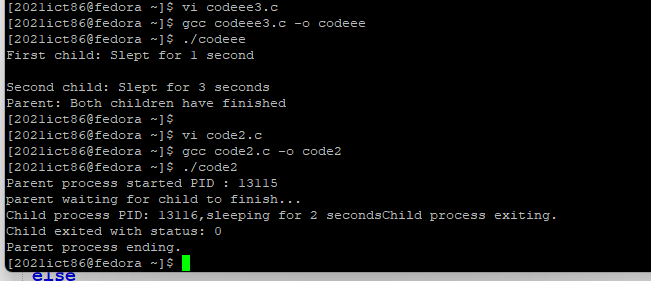 [2021ict86@fedora ~]$ vi codeee3.c
[2021ict86@fedora ~]$ gcc codeee3.c -o codeee
[2021ict86@fedora ~]$ ./codeee
First child: Slept for 1 second

Second child: Slept for 3 seconds
Parent: Both children have finished
[2021ict86@fedora ~]$
[2021ict86@fedora ~]$ vi code2.c
[2021ict86@fedora ~]$ gcc code2.c -o code2
[2021ict86@fedora ~]$ ./code2
Parent process started PID : 13115
parent waiting for child to finish...
Child process PID: 13116,sleeping for 2 secondsChild process exiting.
Child exited with status: 0
Parent process ending.
[2021ict86@fedora ~]$
else